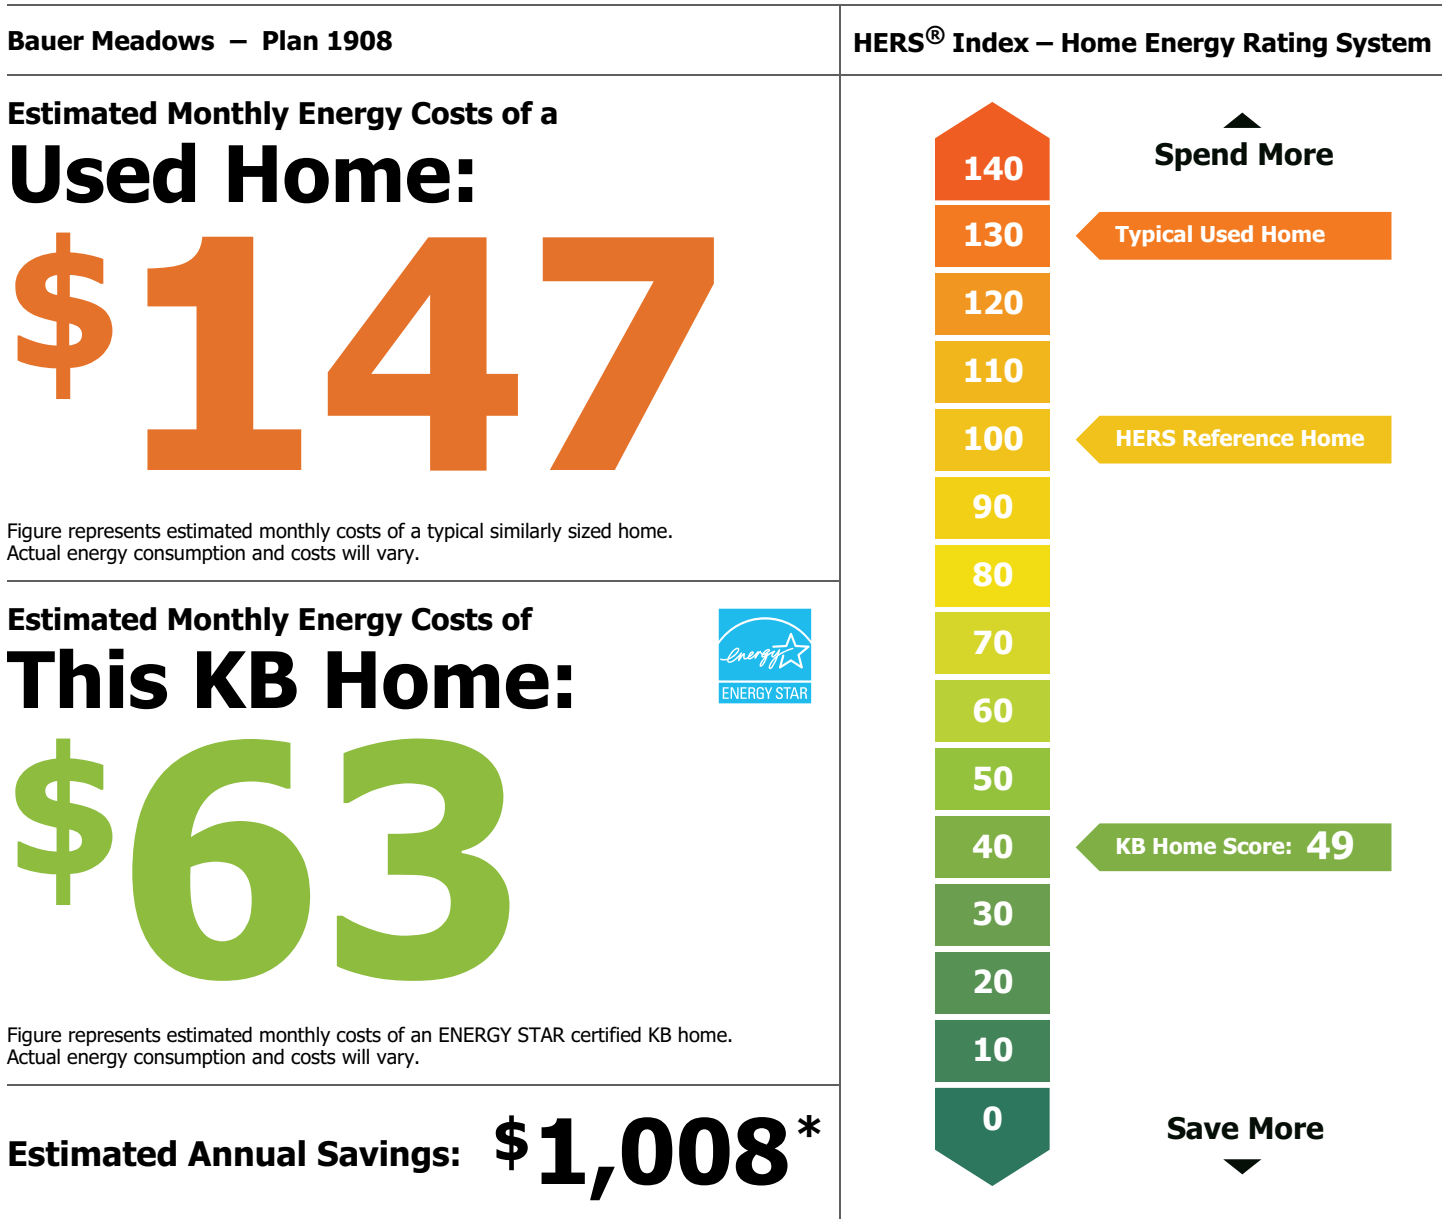 Bauer Meadows – Plan 1908
Estimated Monthly Energy Costs of a
Used Home:
$147
Figure represents estimated monthly costs of a typical similarly sized home.
Actual energy consumption and costs will vary.
Estimated Monthly Energy Costs of
This KB Home:
energy
ENERGY STAR
$63
Figure represents estimated monthly costs of an ENERGY STAR certified KB home.
Actual energy consumption and costs will vary.
Estimated Annual Savings: $1,008*
HERS® Index – Home Energy Rating System
Spend More
140
130 Typical Used Home
120
110
100 HERS Reference Home
90
80
70
60
50
40 KB Home Score: 49
30
20
10
0
Save More